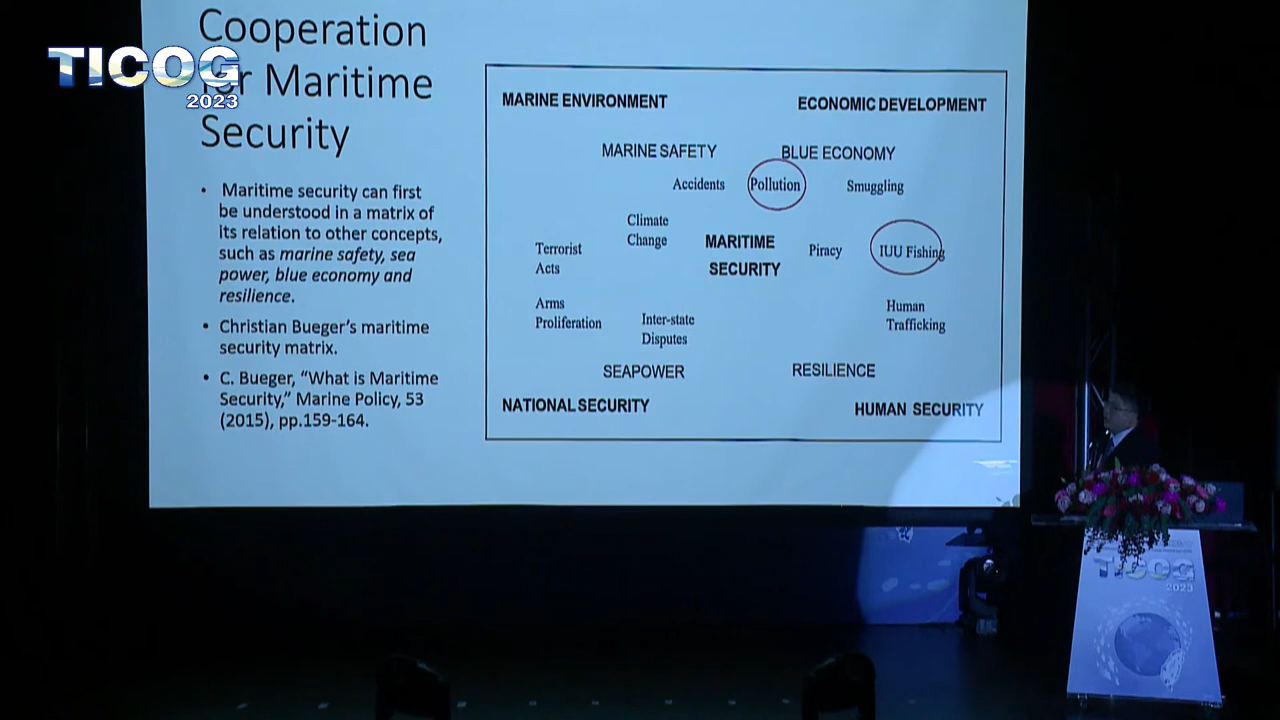 TICOG
2023
Cooperation
for Maritime
Security
• Maritime security can first
be understood in a matrix of
its relation to other concepts,
such as marine safety, sea
power, blue economy and
resilience.
• Christian Bueger's maritime
security matrix.
• C. Bueger, "What is Maritime
Security," Marine Policy, 53
(2015), pp.159-164.
MARINE ENVIRONMENT
ECONOMIC DEVELOPMENT
MARINE SAFETY
BLUE ECONOMY
Accidents
Pollution
Smuggling
Climate
Change
MARITIME
SECURITY
Terrorist
Acts
Piracy
IUU Fishing
Arms
Proliferation
Inter-state
Disputes
Human
Trafficking
SEAPOWER
RESILIENCE
NATIONAL SECURITY
HUMAN SECURITY
TICOG
2023